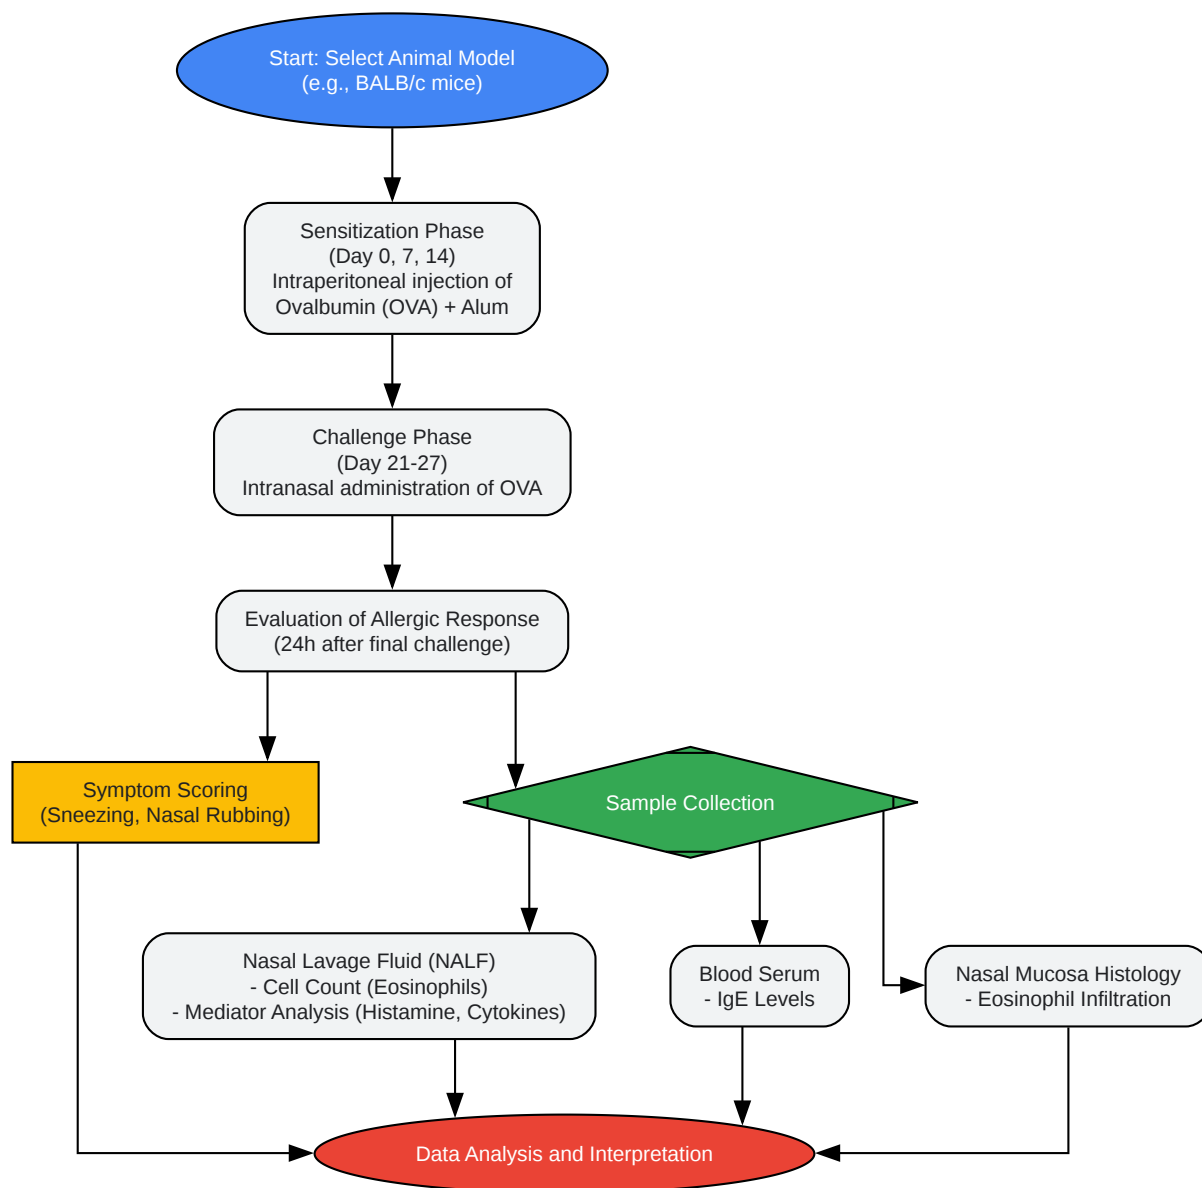 Start: Select Animal Model
(e.g., BALB/c mice)
Sensitization Phase
(Day 0, 7, 14)
Intraperitoneal injection of
Ovalbumin (OVA) + Alum
Challenge Phase
(Day 21-27)
Intranasal administration of OVA
Evaluation of Allergic Response
(24h after final challenge)
Symptom Scoring
(Sneezing, Nasal Rubbing)
Sample Collection
Nasal Lavage Fluid (NALF)
- Cell Count (Eosinophils)
- Mediator Analysis (Histamine, Cytokines)
Blood Serum
- IgE Levels
Nasal Mucosa Histology
- Eosinophil Infiltration
Data Analysis and Interpretation